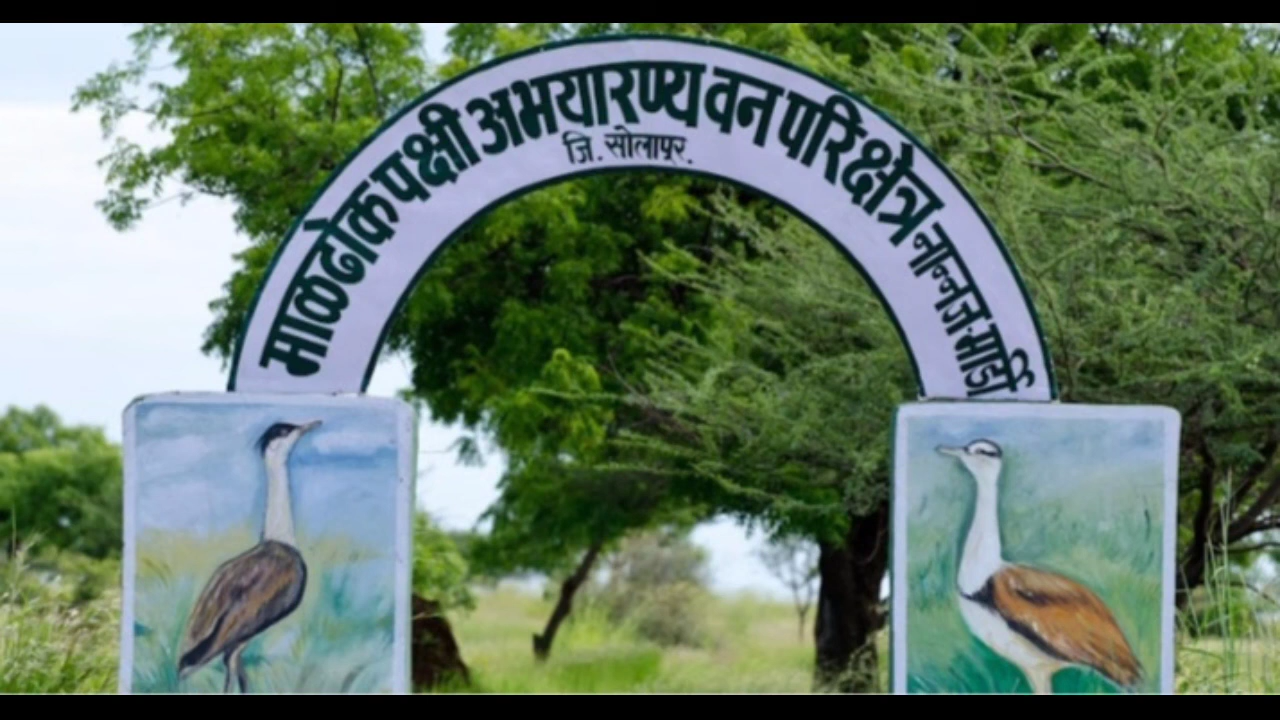 माळढोक पक्षी अभयारण्य वन परिक्षेत्र नान्नज-मार्डी
जि. सोलापूर.